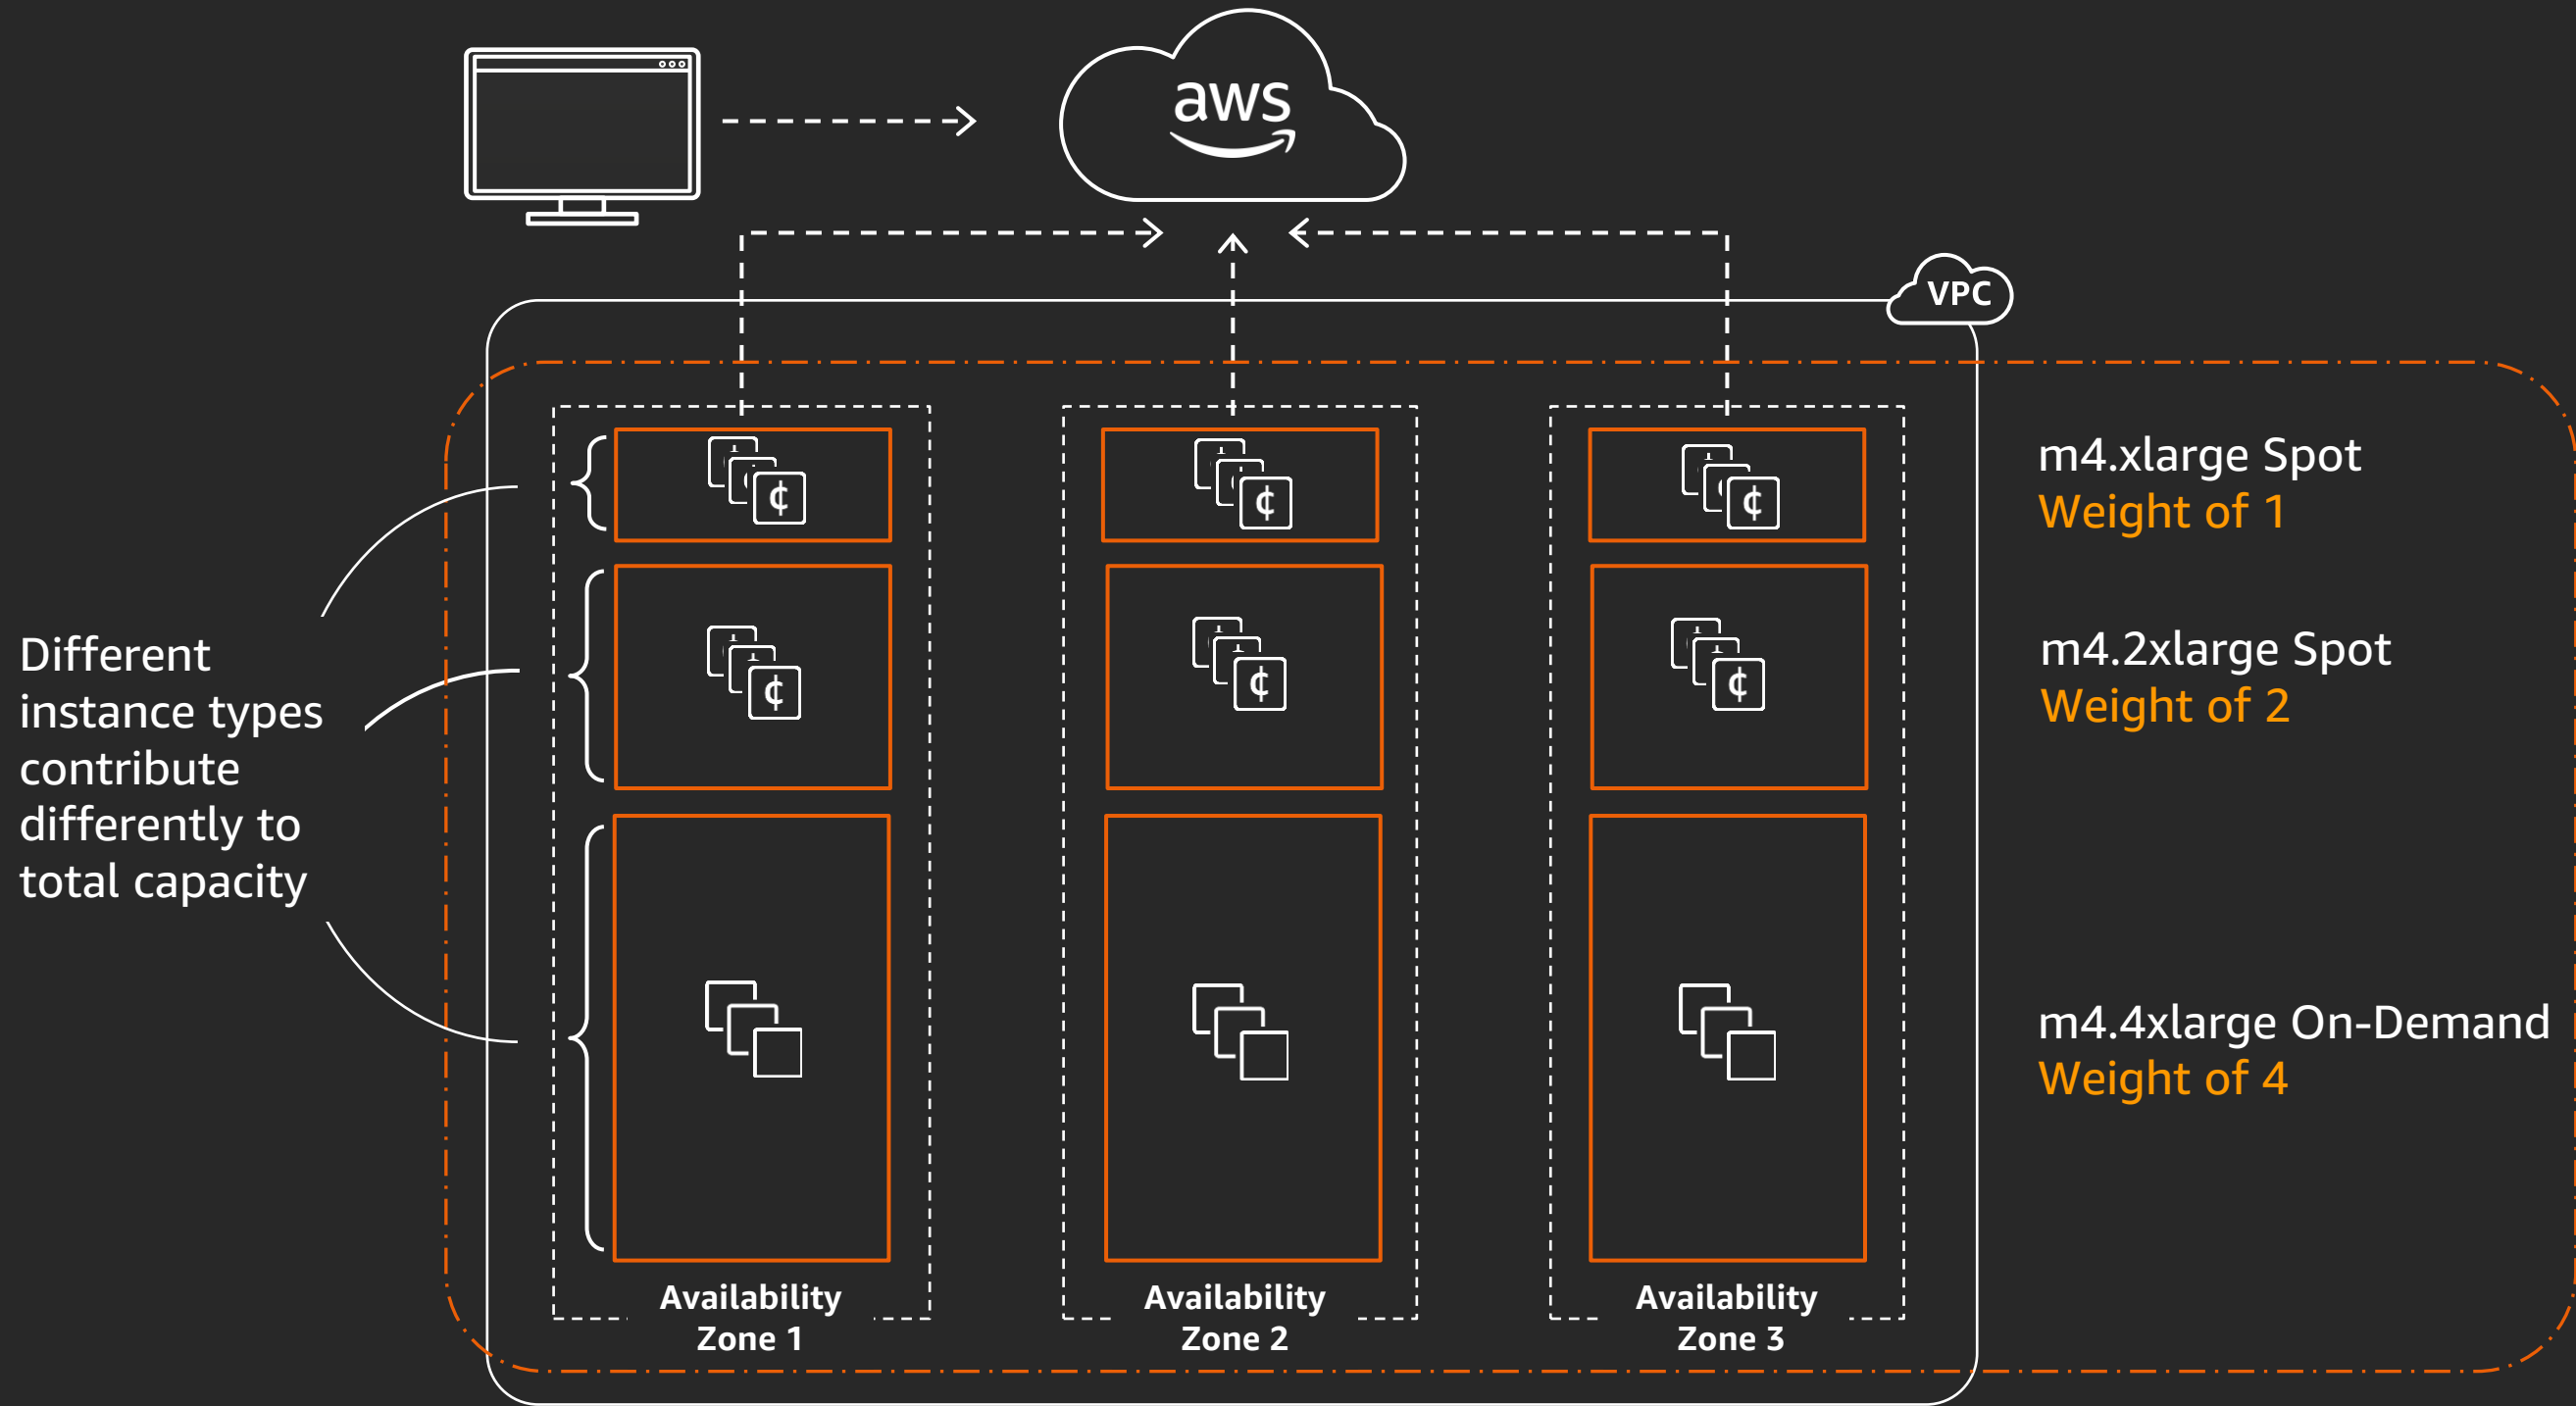 aws
VPC
m4.xlarge Spot
Weight of 1
m4.2xlarge Spot
Weight of 2
m4.4xlarge On-Demand
Weight of 4
Different
instance types
contribute
differently to
total capacity
¢
¢
¢
¢
¢
¢
Availability
Zone 1
Availability
Zone 2
Availability
Zone 3